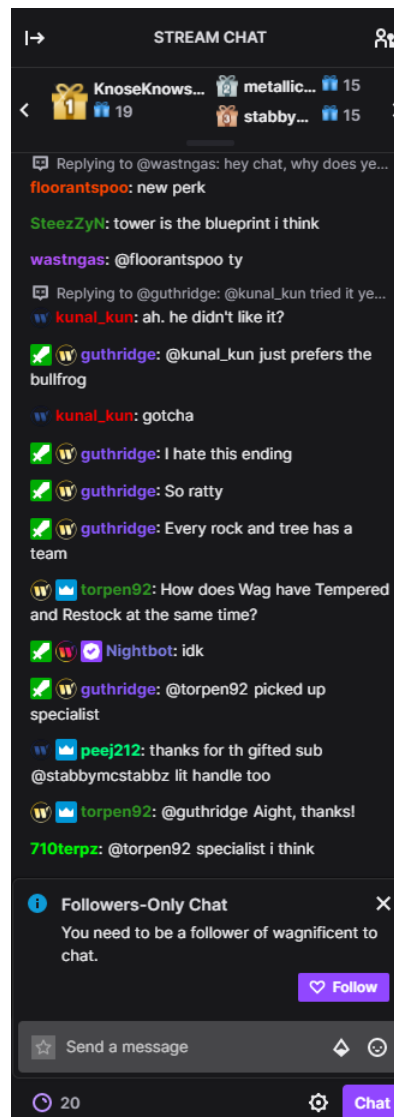 STREAM CHAT
1 KnoseKnows... 19
2 metallic... 15
3 stabby... 15
Replying to @wastngas: hey chat, why does ye...
floorantspoo: new perk
SteezZyN: tower is the blueprint i think
wastngas: @floorantspoo ty
Replying to @guthridge: @kunal_kun tried it ye...
kunal_kun: ah. he didn't like it?
guthridge: @kunal_kun just prefers the
bullfrog
kunal_kun: gotcha
guthridge: I hate this ending
guthridge: So ratty
guthridge: Every rock and tree has a
team
torpen92: How does Wag have Tempered
and Restock at the same time?
Nightbot: idk
guthridge: @torpen92 picked up
specialist
peej212: thanks for th gifted sub
@stabbymcstabbz lit handle too
torpen92: @guthridge Aight, thanks!
710terpz: @torpen92 specialist i think
Followers-Only Chat
You need to be a follower of wagnificent to
chat.
Follow
Send a message
20
Chat